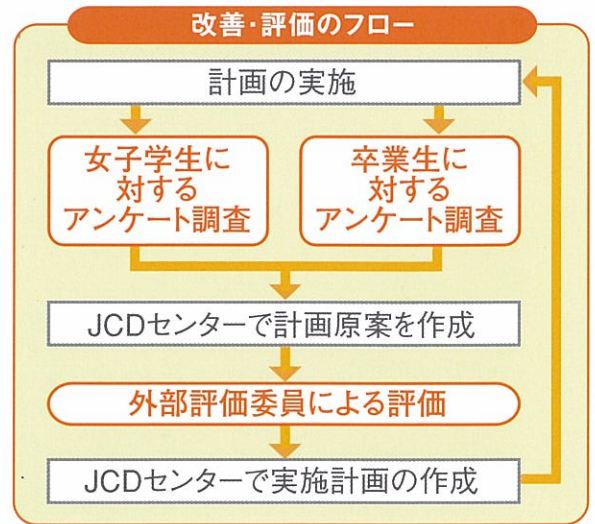 改善・評価のフロー
計画の実施
女子学生に
対する
アンケート調査
卒業生に
対する
アンケート調査
JCDセンターで計画原案を作成
外部評価委員による評価
JCDセンターで実施計画の作成